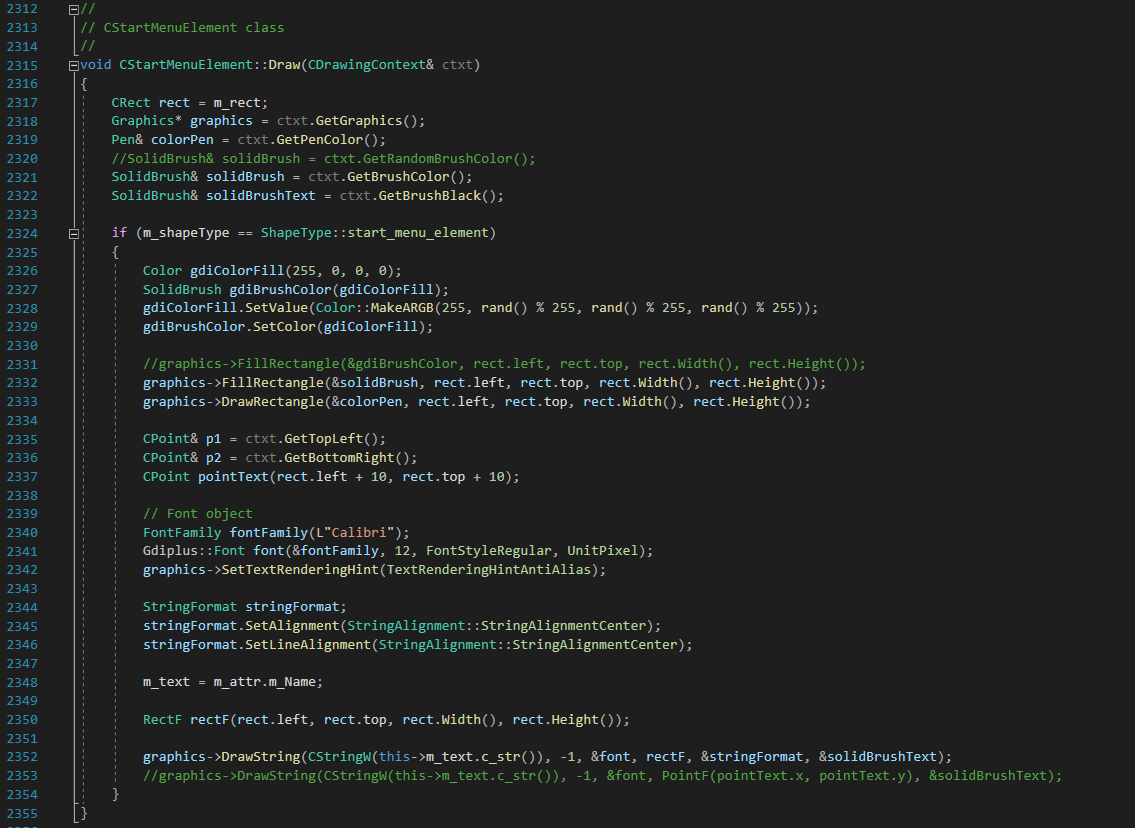 2312 //
2313 // CStartMenuElement class
2314 //
2315 void CStartMenuElement::Draw(CDrawingContext& ctxt)
2316 {
2317     CRect rect = m_rect;
2318     Graphics* graphics = ctxt.GetGraphics();
2319     Pen& colorPen = ctxt.GetPenColor();
2320     //SolidBrush& solidBrush = ctxt.GetRandomBrushColor();
2321     SolidBrush& solidBrush = ctxt.GetBrushColor();
2322     SolidBrush& solidBrushText = ctxt.GetBrushBlack();
2323
2324     if (m_shapeType == ShapeType::start_menu_element)
2325     {
2326         Color gdiColorFill(255, 0, 0, 0);
2327         SolidBrush gdiBrushColor(gdiColorFill);
2328         gdiColorFill.SetValue(Color::MakeARGB(255, rand() % 255, rand() % 255, rand() % 255));
2329         gdiBrushColor.SetColor(gdiColorFill);
2330
2331         //graphics->FillRectangle(&gdiBrushColor, rect.left, rect.top, rect.Width(), rect.Height());
2332         graphics->FillRectangle(&solidBrush, rect.left, rect.top, rect.Width(), rect.Height());
2333         graphics->DrawRectangle(&colorPen, rect.left, rect.top, rect.Width(), rect.Height());
2334
2335         CPoint& p1 = ctxt.GetTopLeft();
2336         CPoint& p2 = ctxt.GetBottomRight();
2337         CPoint pointText(rect.left + 10, rect.top + 10);
2338
2339         // Font object
2340         FontFamily fontFamily(L"Calibri");
2341         Gdiplus::Font font(&fontFamily, 12, FontStyleRegular, UnitPixel);
2342         graphics->SetTextRenderingHint(TextRenderingHintAntiAlias);
2343
2344         StringFormat stringFormat;
2345         stringFormat.SetAlignment(StringAlignment::StringAlignmentCenter);
2346         stringFormat.SetLineAlignment(StringAlignment::StringAlignmentCenter);
2347
2348         m_text = m_attr.m_Name;
2349
2350         RectF rectF(rect.left, rect.top, rect.Width(), rect.Height());
2351
2352         graphics->DrawString(CStringW(this->m_text.c_str()), -1, &font, rectF, &stringFormat, &solidBrushText);
2353         //graphics->DrawString(CStringW(this->m_text.c_str()), -1, &font, PointF(pointText.x, pointText.y), &solidBrushText);
2354     }
2355 }